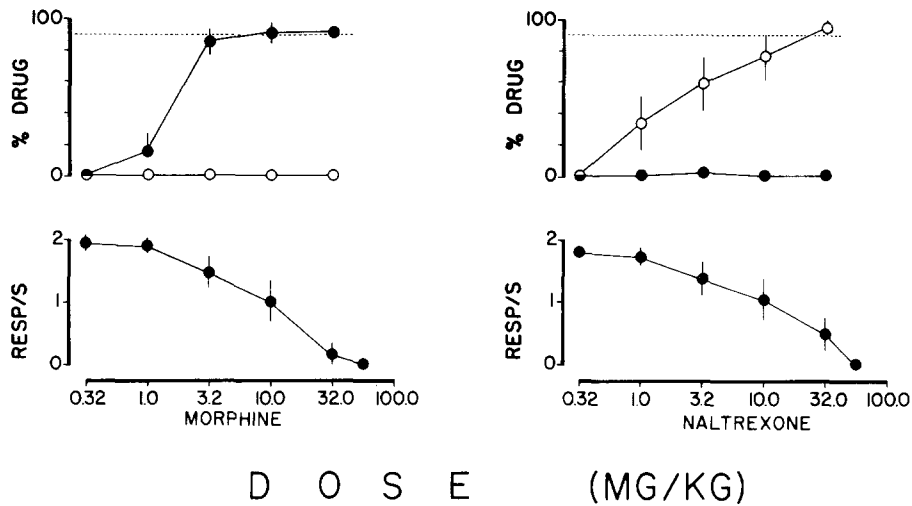 100
% DRUG
0
2
RESP/S
1
0
0.32 1.0 3.2 10.0 32.0 100.0
MORPHINE
100
% DRUG
0
2
RESP/S
1
0
0.32 1.0 3.2 10.0 32.0 100.0
NALTREXONE
DOSE (MG/KG)